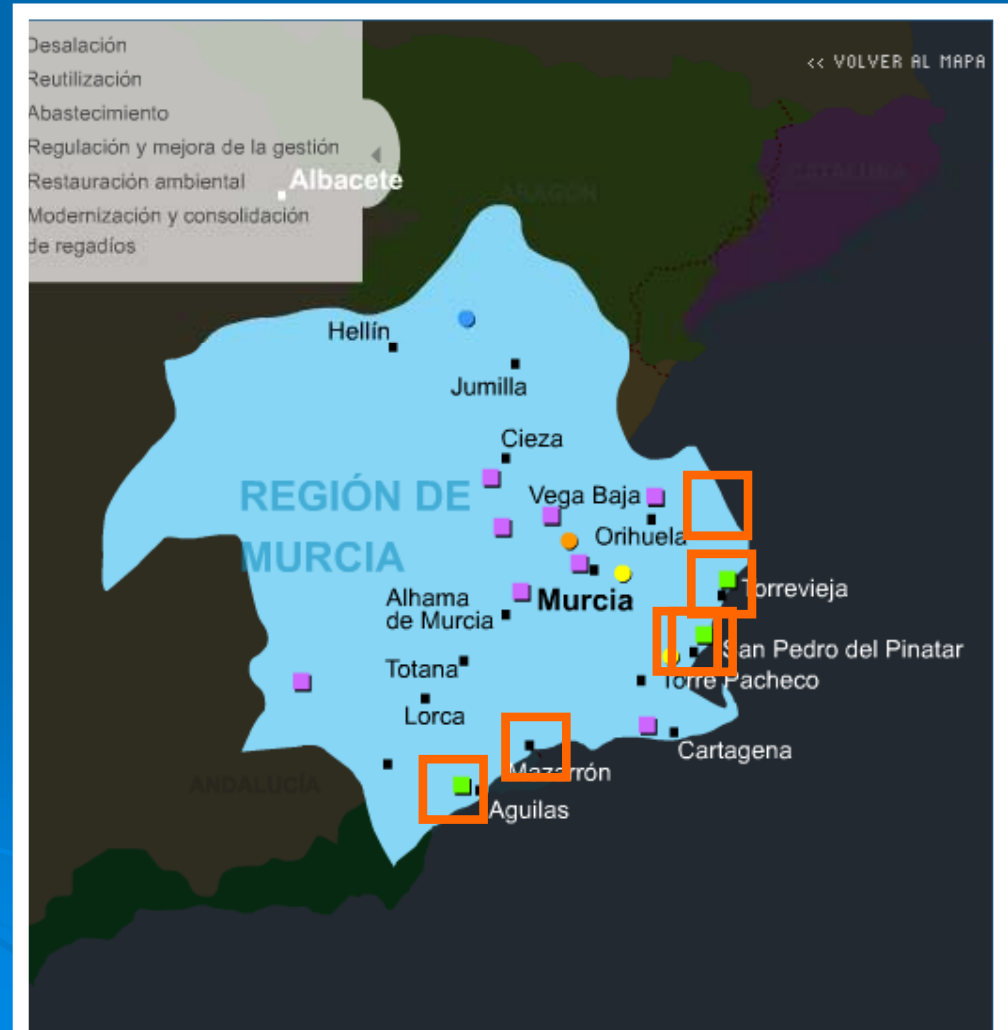 Desalación
<< VOLVER AL MAPA
Reutilización
Abastecimiento
Regulación y mejora de la gestión
Restauración ambiental
Albacete
Modernización y consolidación
de regadíos
ARAGÓN
CATALUÑA
Hellín
Jumilla
Cieza
REGIÓN DE
MURCIA
Vega Baja
Orihuela
Torrevieja
Alhama
de Murcia
Murcia
San Pedro del Pinatar
Totana
Torre Pacheco
Lorca
Cartagena
Mazarrón
ANDALUCÍA
Aguilas